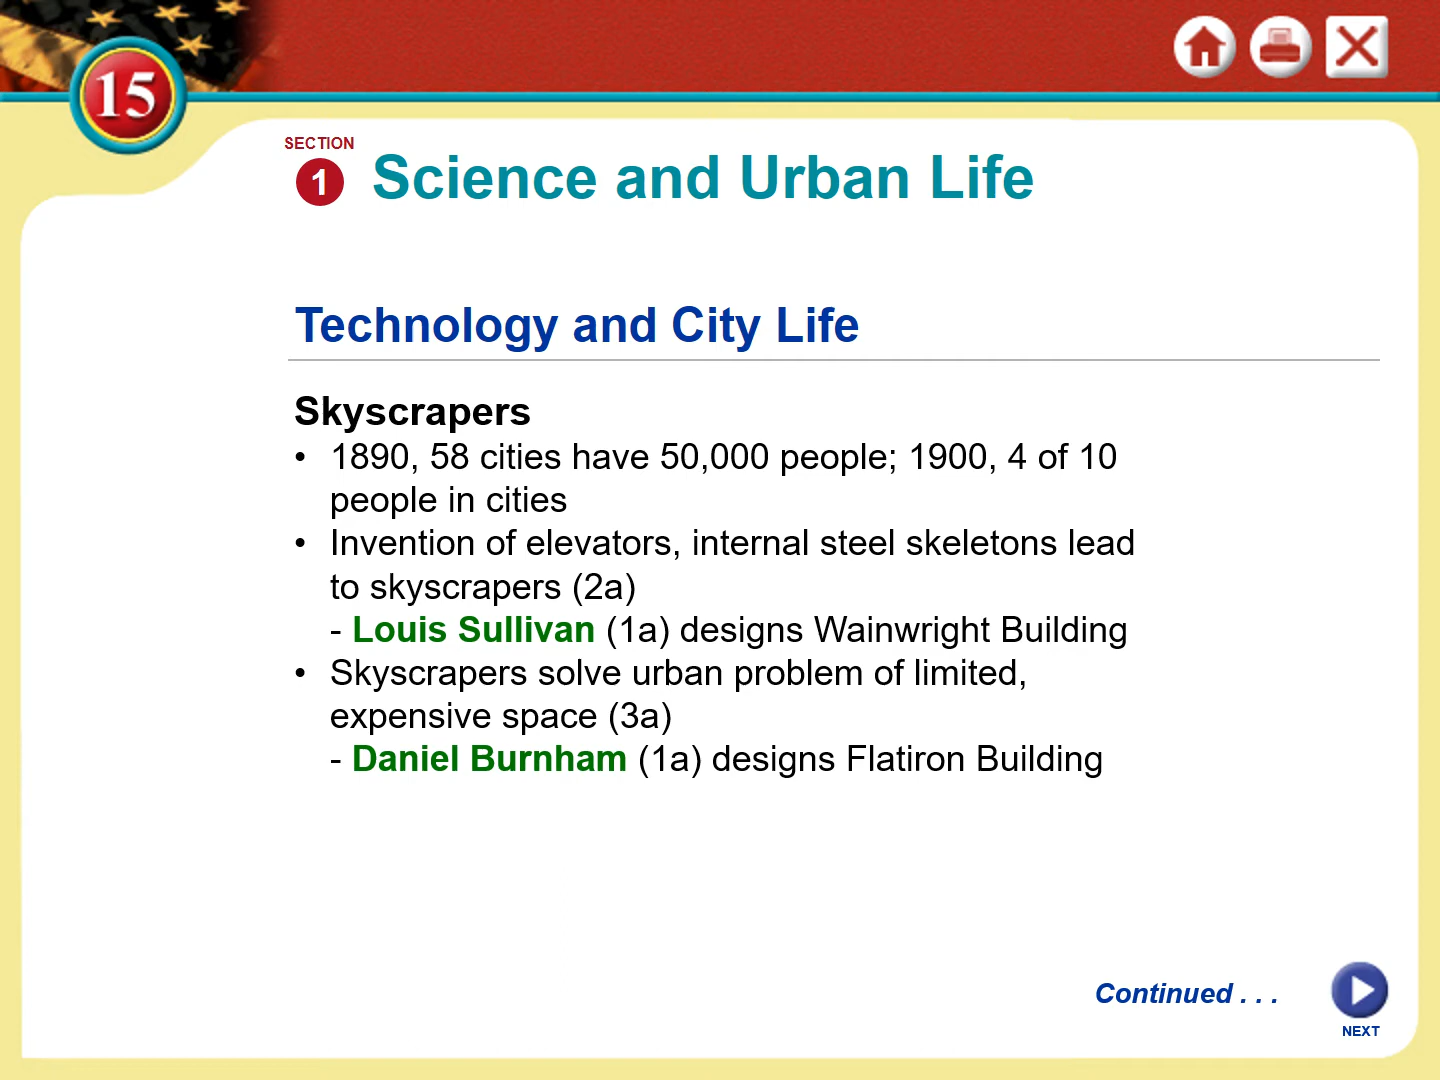 15
SECTION
1 Science and Urban Life
Technology and City Life
Skyscrapers
• 1890, 58 cities have 50,000 people; 1900, 4 of 10
people in cities
• Invention of elevators, internal steel skeletons lead
to skyscrapers (2a)
- Louis Sullivan (1a) designs Wainwright Building
• Skyscrapers solve urban problem of limited,
expensive space (3a)
- Daniel Burnham (1a) designs Flatiron Building
Continued . . .
NEXT